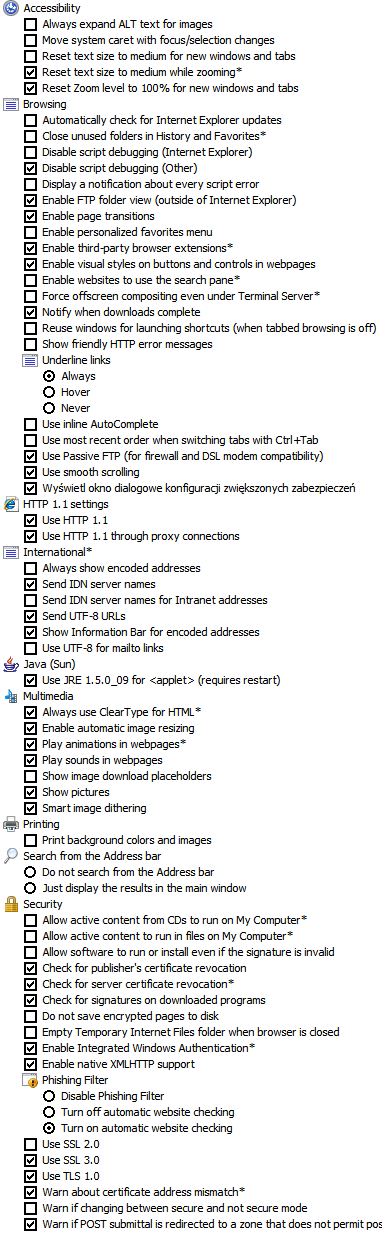 Accessibility
Always expand ALT text for images
Move system caret with focus/selection changes
Reset text size to medium for new windows and tabs
Reset text size to medium while zooming*
Reset Zoom level to 100% for new windows and tabs
Browsing
Automatically check for Internet Explorer updates
Close unused folders in History and Favorites*
Disable script debugging (Internet Explorer)
Disable script debugging (Other)
Display a notification about every script error
Enable FTP folder view (outside of Internet Explorer)
Enable page transitions
Enable personalized favorites menu
Enable third-party browser extensions*
Enable visual styles on buttons and controls in webpages
Enable websites to use the search pane*
Force offscreen compositing even under Terminal Server*
Notify when downloads complete
Reuse windows for launching shortcuts (when tabbed browsing is off)
Show friendly HTTP error messages
Underline links
Always
Hover
Never
Use inline AutoComplete
Use most recent order when switching tabs with Ctrl+Tab
Use Passive FTP (for firewall and DSL modem compatibility)
Use smooth scrolling
Wyświetl okno dialogowe konfiguracji zwiększonych zabezpieczeń
HTTP 1.1 settings
Use HTTP 1.1
Use HTTP 1.1 through proxy connections
International*
Always show encoded addresses
Send IDN server names
Send IDN server names for Intranet addresses
Send UTF-8 URLs
Show Information Bar for encoded addresses
Use UTF-8 for mailto links
Java (Sun)
Use JRE 1.5.0_09 for <applet> (requires restart)
Multimedia
Always use ClearType for HTML*
Enable automatic image resizing
Play animations in webpages*
Play sounds in webpages
Show image download placeholders
Show pictures
Smart image dithering
Printing
Print background colors and images
Search from the Address bar
Do not search from the Address bar
Just display the results in the main window
Security
Allow active content from CDs to run on My Computer*
Allow active content to run in files on My Computer*
Allow software to run or install even if the signature is invalid
Check for publisher's certificate revocation
Check for server certificate revocation*
Check for signatures on downloaded programs
Do not save encrypted pages to disk
Empty Temporary Internet Files folder when browser is closed
Enable Integrated Windows Authentication*
Enable native XMLHTTP support
Phishing Filter
Disable Phishing Filter
Turn off automatic website checking
Turn on automatic website checking
Use SSL 2.0
Use SSL 3.0
Use TLS 1.0
Warn about certificate address mismatch*
Warn if changing between secure and not secure mode
Warn if POST submittal is redirected to a zone that does not permit pos